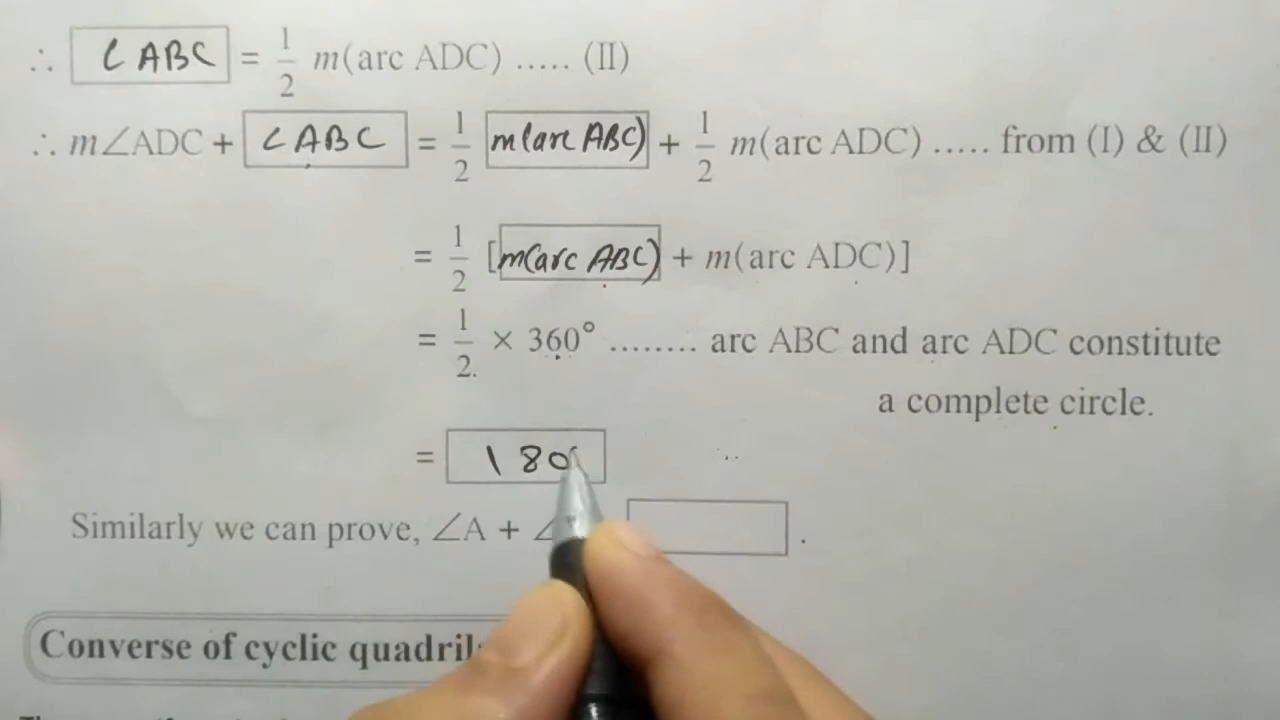 ∴ ∠ABC = 1/2 m(arc ADC) ..... (II)
∴ m∠ADC + ∠ABC = 1/2 m(arc ABC) + 1/2 m(arc ADC) ..... from (I) & (II)
= 1/2 [m(arc ABC) + m(arc ADC)]
= 1/2 × 360° ........ arc ABC and arc ADC constitute
a complete circle.
= 180
Similarly we can prove, ∠A + ∠ .
Converse of cyclic